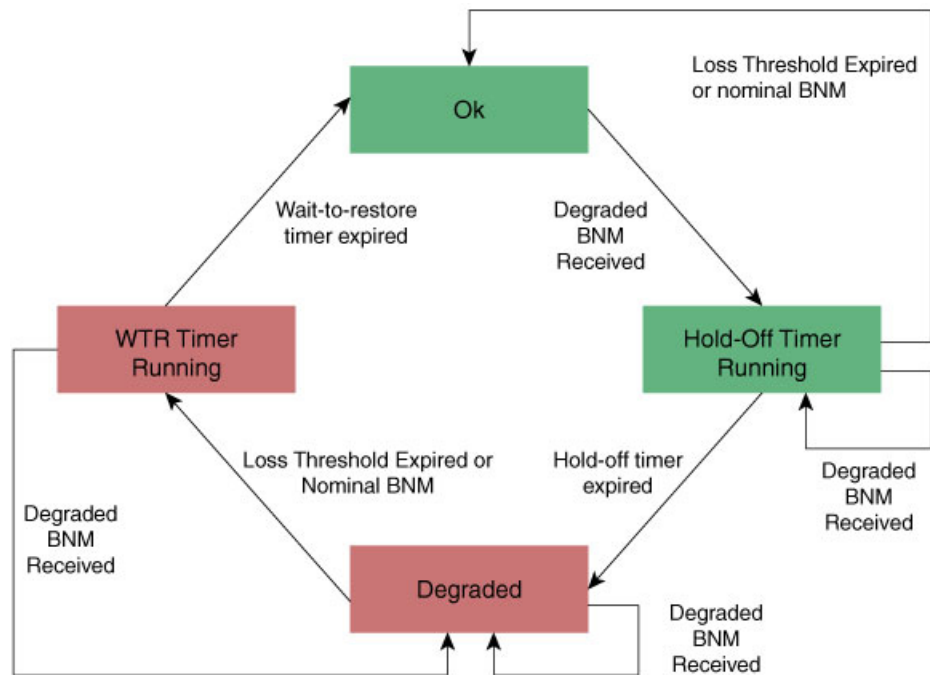 Loss Threshold Expired
or nominal BNM
Ok
Wait-to-restore
timer expired
Degraded
BNM
Received
WTR Timer
Running
Hold-Off Timer
Running
Loss Threshold Expired or
Nominal BNM
Hold-off timer
expired
Degraded
BNM
Received
Degraded
BNM
Received
Degraded
Degraded
BNM
Received